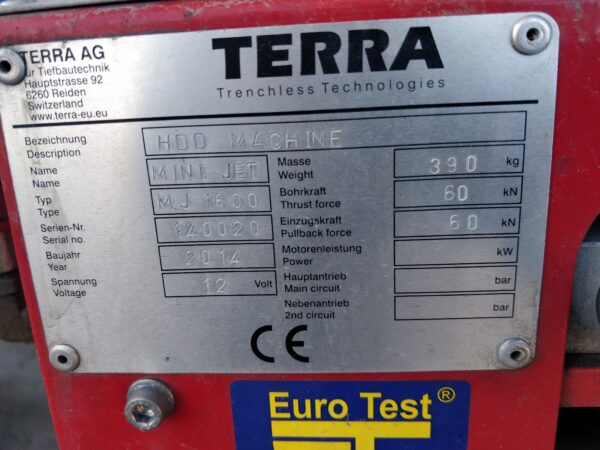 TERRA AG
für Tiefbautechnik
Hauptstrasse 92
6260 Reiden
Switzerland
www.terra-eu.eu
TERRA
Trenchless Technologies
Bezeichnung
Description
HDD MACHINE
Name
Name
MINI JET
Typ
Type
MJ 1600
Serien-Nr.
Serial no.
140020
Baujahr
Year
2014
Spannung
Voltage
12 Volt
Masse
Weight
390 kg
Bohrkraft
Thrust force
60 kN
Einzugskraft
Pullback force
60 kN
Motorenleistung
Power
kW
Hauptantrieb
Main circuit
bar
Nebenantrieb
2nd circuit
bar
CE
Euro Test®